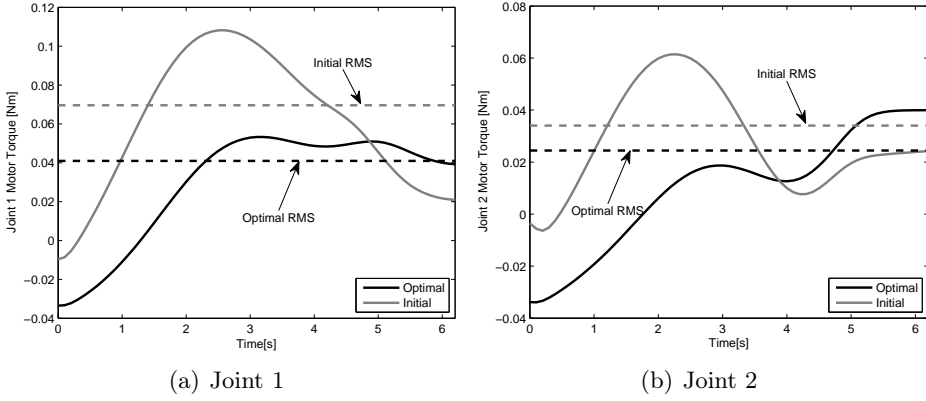 Joint 1 Motor Torque [Nm]
0.12
0.1
0.08
0.06
0.04
0.02
0
−0.02
−0.04
Initial RMS
Optimal RMS
Optimal
Initial
0 1 2 3 4 5 6
Time[s]
(a) Joint 1
Joint 2 Motor Torque [Nm]
0.08
0.06
0.04
0.02
0
−0.02
−0.04
Initial RMS
Optimal RMS
Optimal
Initial
0 1 2 3 4 5 6
Time[s]
(b) Joint 2